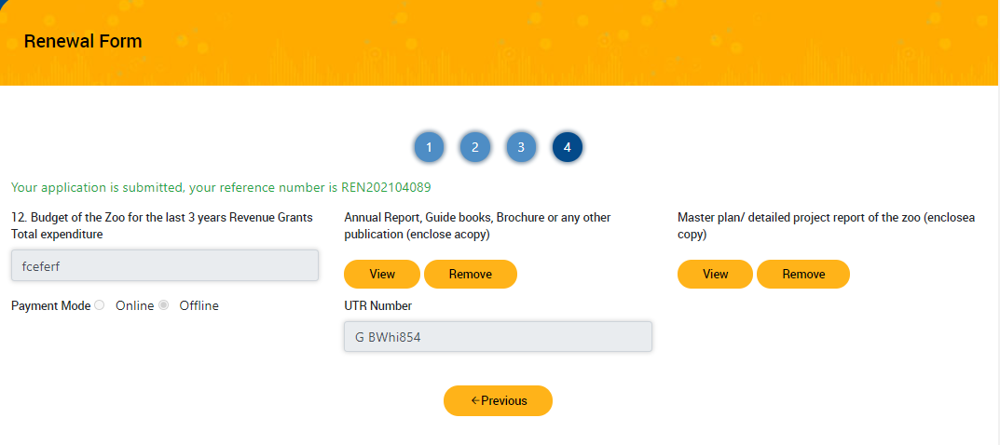 Renewal Form
1 2 3 4
Your application is submitted, your reference number is REN202104089
12. Budget of the Zoo for the last 3 years Revenue Grants
Total expenditure
fceferf
Annual Report, Guide books, Brochure or any other
publication (enclose acopy)
View Remove
Master plan/ detailed project report of the zoo (enclosea
copy)
View Remove
Payment Mode Online Offline
UTR Number
G BWhi854
←Previous